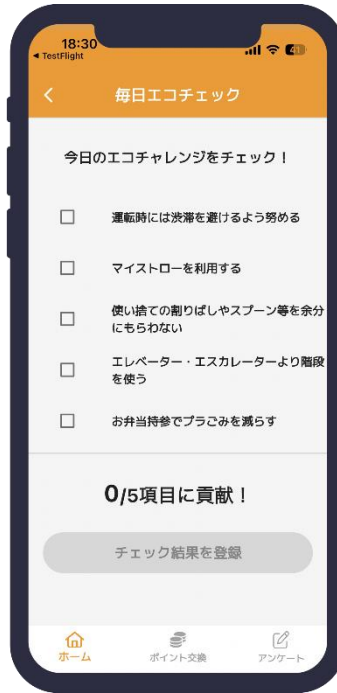 18:30
◀ TestFlight
41
毎日エコチェック
今日のエコチャレンジをチェック！
運転時には渋滞を避けるよう努める
マイストローを利用する
使い捨ての割りばしやスプーン等を余分
にもらわない
エレベーター・エスカレーターより階段
を使う
お弁当持参でプラごみを減らす
0/5項目に貢献！
チェック結果を登録
ホーム
ポイント交換
アンケート